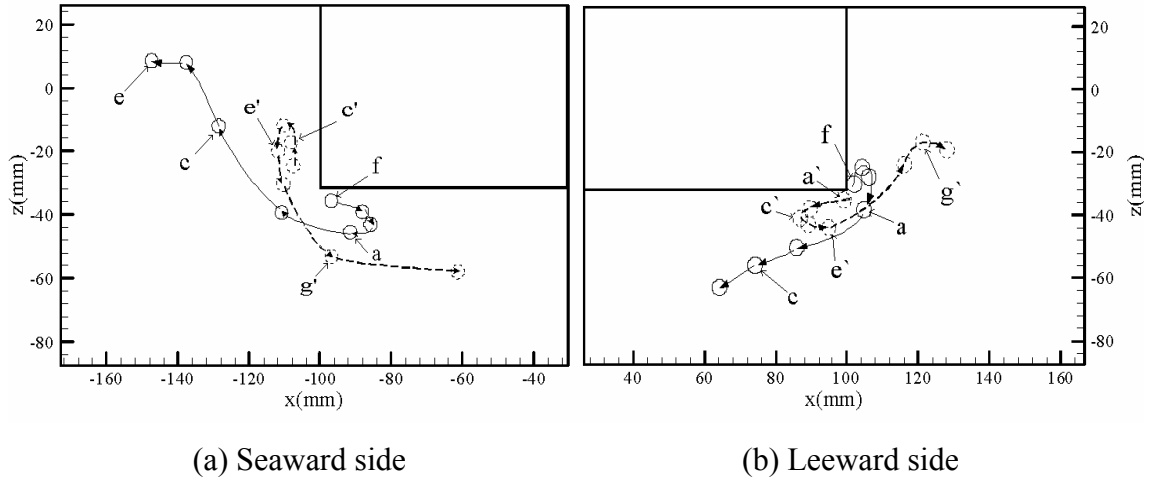 20
0
-20
-40
-60
-80
z(mm)
e
c
e'
c'
f
a
g'
-160 -140 -120 -100 -80 -60 -40
x(mm)
(a) Seaward side
f
a`
c`
e`
a
c
g`
20
0
-20
-40
-60
-80
z(mm)
40 60 80 100 120 140 160
x(mm)
(b) Leeward side